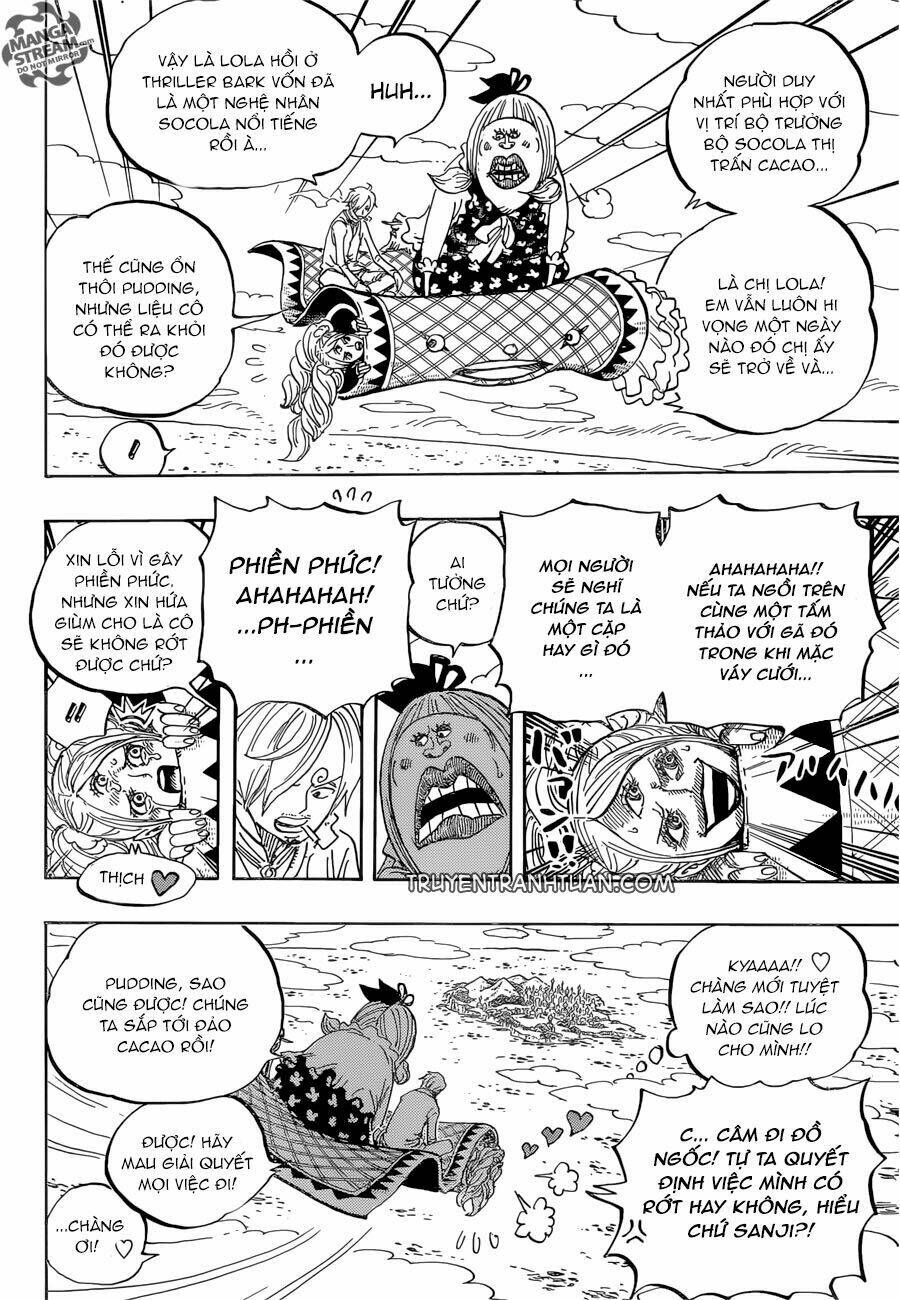 MANGA
STREAM.COM
DO NOT MIRROR
NGƯỜI DUY
NHẤT PHÙ HỢP VỚI
VỊ TRÍ BỘ TRƯỞNG
BỘ SOCOLA THỊ
TRẤN CACAO...
LÀ CHỊ LOLA!
EM VẪN LUÔN HI
VỌNG MỘT NGÀY
NÀO ĐÓ CHỊ ẤY
SẼ TRỞ VỀ VÀ...
HUH...
VẬY LÀ LOLA HỒI Ở
THRILLER BARK VỐN ĐÃ
LÀ MỘT NGHỆ NHÂN
SOCOLA NỔI TIẾNG
RỒI À...
THẾ CŨNG ỔN
THÔI PUDDING,
NHƯNG LIỆU CÔ
CÓ THỂ RA KHỎI
ĐÓ ĐƯỢC
KHÔNG?
!
AHAHAHAHA!!
NẾU TA NGỒI TRÊN
CÙNG MỘT TẤM
THẢO VỚI GÃ ĐÓ
TRONG KHI MẶC
VÁY CƯỚI...
MỌI NGƯỜI
SẼ NGHĨ
CHÚNG TA LÀ
MỘT CẶP
HAY GÌ ĐÓ
...
AI
TƯỜNG
CHỨ?
PHIỀN PHỨC!
AHAHAHAH!
...PH-PHIỀN
...
XIN LỖI VÌ GÂY
PHIỀN PHỨC,
NHƯNG XIN HỨA
GIÙM CHO LÀ CÔ
SẼ KHÔNG RỚT
ĐƯỢC CHỨ?
!!
THỊCH ♥
TRUYENTRANHTUAN.COM
KYAAAA!! ♡
CHÀNG MỚI TUYỆT
LÀM SAO!! LÚC
NÀO CŨNG LO
CHO MÌNH!!
C... CÂM ĐI ĐỒ
NGỐC! TỰ TA QUYẾT
ĐỊNH VIỆC MÌNH CÓ
RỚT HAY KHÔNG, HIỂU
CHỨ SANJI?!
PUDDING, SAO
CŨNG ĐƯỢC! CHÚNG
TA SẮP TỚI ĐẢO
CACAO RỒI!
ĐƯỢC! HÃY
MAU GIẢI QUYẾT
MỌI VIỆC ĐI!
...CHÀNG
ƠI! ♡